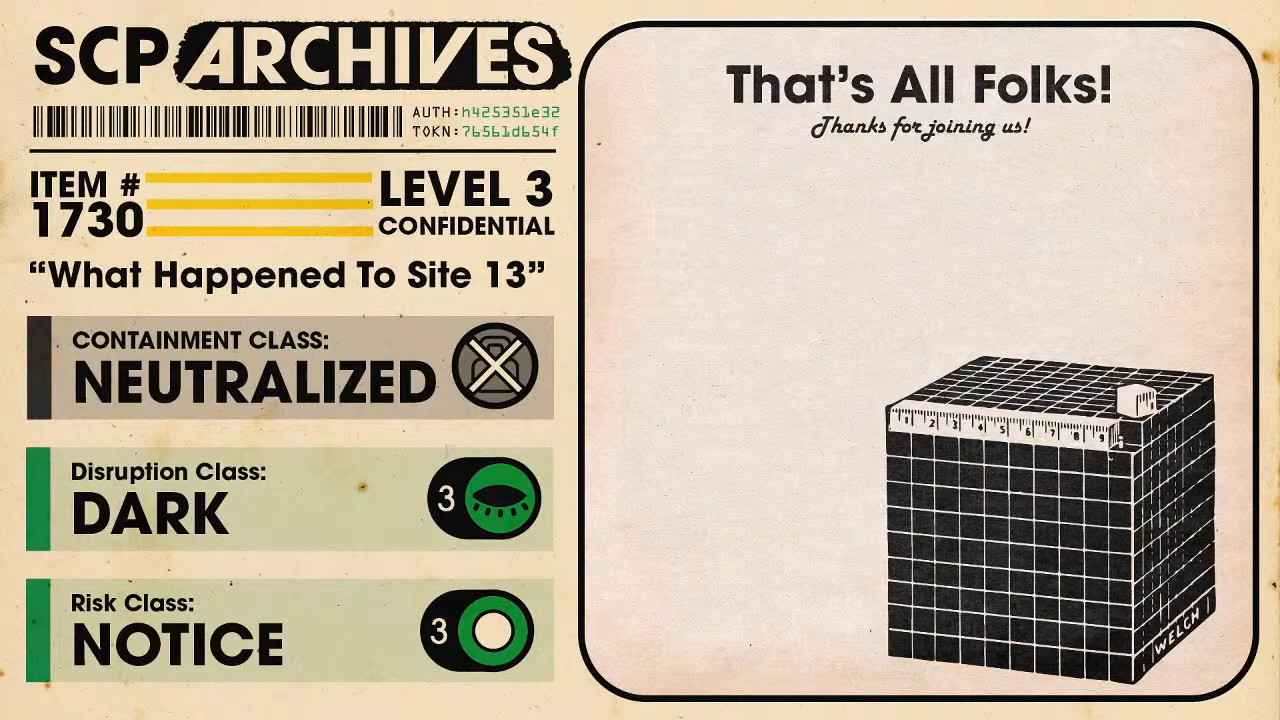 SCP ARCHIVES
AUTH:h425351e32
TOKN:76561d654f
ITEM #
1730
LEVEL 3
CONFIDENTIAL
“What Happened To Site 13”
CONTAINMENT CLASS:
NEUTRALIZED
Disruption Class:
DARK
3
Risk Class:
NOTICE
3
That’s All Folks!
Thanks for joining us!
1 2 3 4 5 6 7 8 9
WELCH